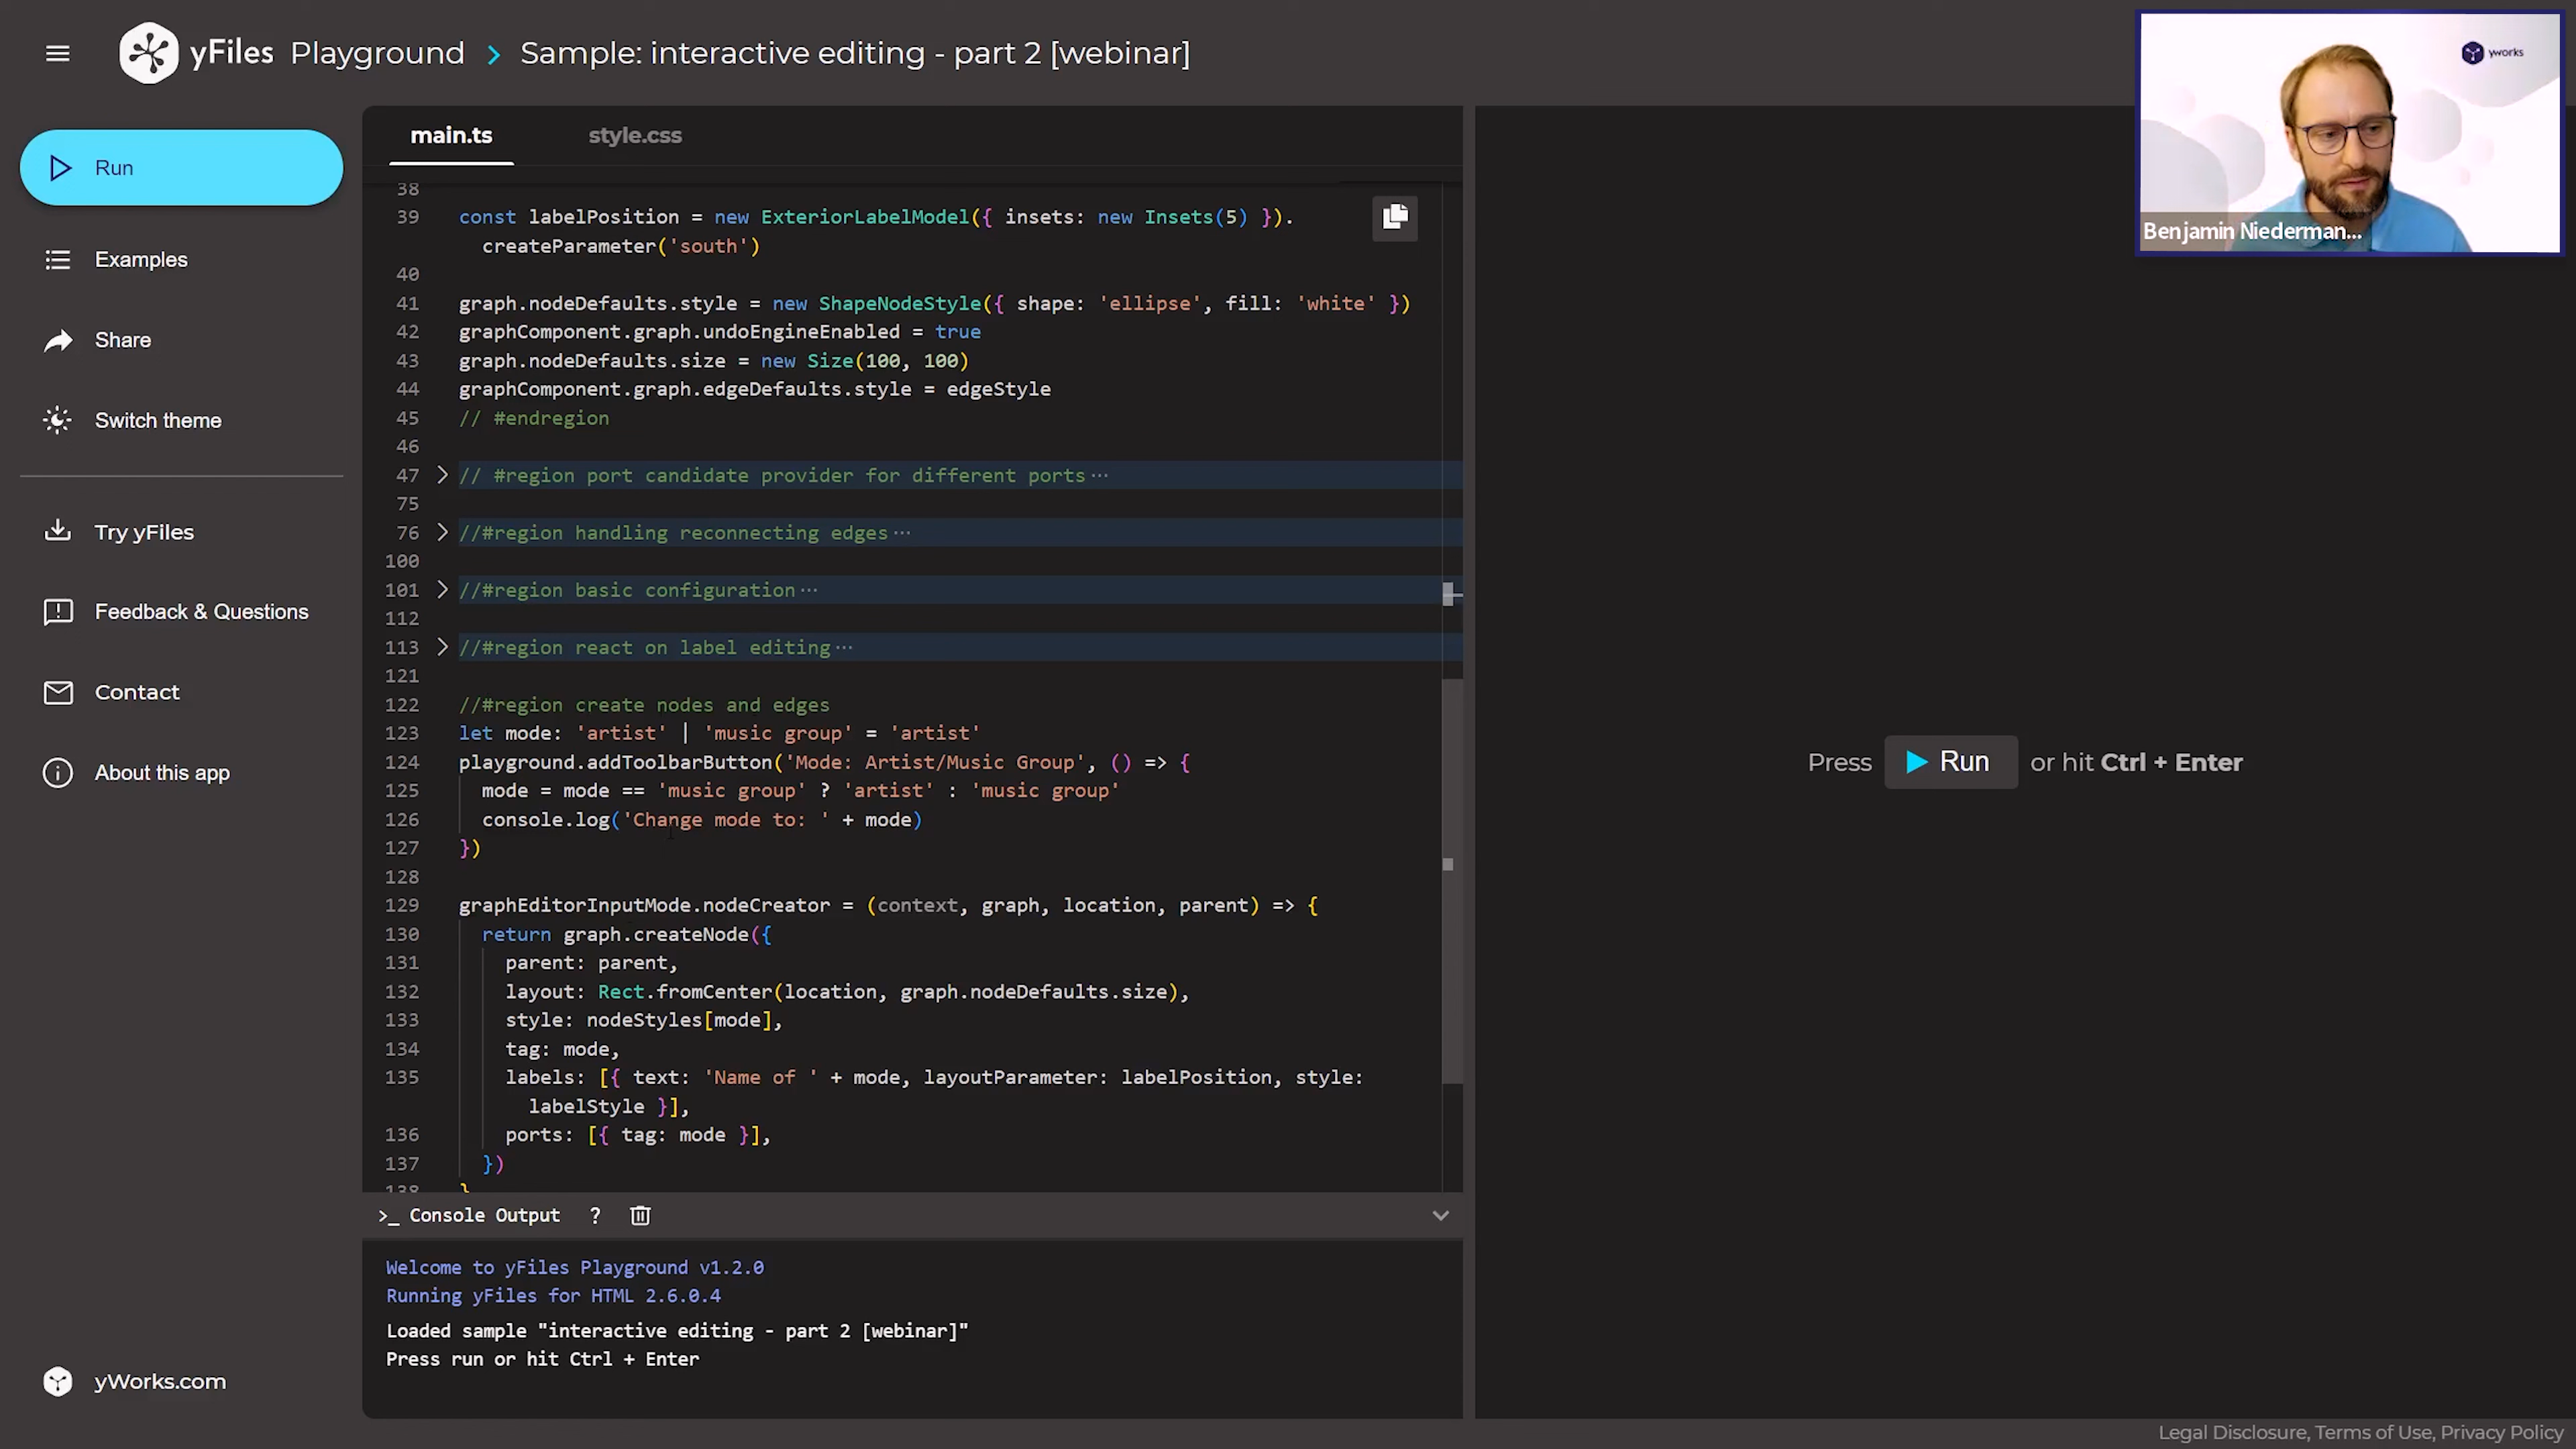 yFiles Playground > Sample: interactive editing - part 2 [webinar]
yworks
Benjamin Niederman...
Run
Examples
Share
Switch theme
Try yFiles
Feedback & Questions
Contact
About this app
yWorks.com
main.ts
style.css
38
39 const labelPosition = new ExteriorLabelModel({ insets: new Insets(5) }).
createParameter('south')
40
41 graph.nodeDefaults.style = new ShapeNodeStyle({ shape: 'ellipse', fill: 'white' })
42 graphComponent.graph.undoEngineEnabled = true
43 graph.nodeDefaults.size = new Size(100, 100)
44 graphComponent.graph.edgeDefaults.style = edgeStyle
45 // #endregion
46
47 // #region port candidate provider for different ports ···
75
76 //#region handling reconnecting edges ···
100
101 //#region basic configuration ···
112
113 //#region react on label editing ···
121
122 //#region create nodes and edges
123 let mode: 'artist' | 'music group' = 'artist'
124 playground.addToolbarButton('Mode: Artist/Music Group', () => {
125 mode = mode == 'music group' ? 'artist' : 'music group'
126 console.log('Change mode to: ' + mode)
127 })
128
129 graphEditorInputMode.nodeCreator = (context, graph, location, parent) => {
130 return graph.createNode({
131 parent: parent,
132 layout: Rect.fromCenter(location, graph.nodeDefaults.size),
133 style: nodeStyles[mode],
134 tag: mode,
135 labels: [{ text: 'Name of ' + mode, layoutParameter: labelPosition, style:
labelStyle }],
136 ports: [{ tag: mode }],
137 })
138 }
>_ Console Output ?
Welcome to yFiles Playground v1.2.0
Running yFiles for HTML 2.6.0.4
Loaded sample "interactive editing - part 2 [webinar]"
Press run or hit Ctrl + Enter
Press Run or hit Ctrl + Enter
Legal Disclosure, Terms of Use, Privacy Policy